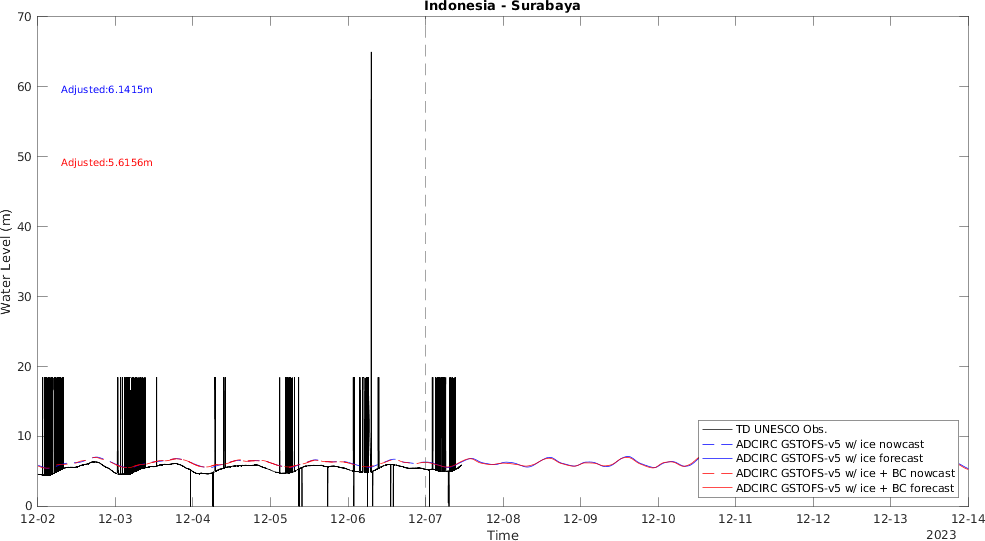 Indonesia - Surabaya
70
60
50
40
30
20
10
0
Water Level (m)
Adjusted:6.1415m
Adjusted:5.6156m
TD UNESCO Obs.
ADCIRC GSTOFS-v5 w/ ice nowcast
ADCIRC GSTOFS-v5 w/ ice forecast
ADCIRC GSTOFS-v5 w/ ice + BC nowcast
ADCIRC GSTOFS-v5 w/ ice + BC forecast
12-02 12-03 12-04 12-05 12-06 12-07 12-08 12-09 12-10 12-11 12-12 12-13 12-14
Time
2023